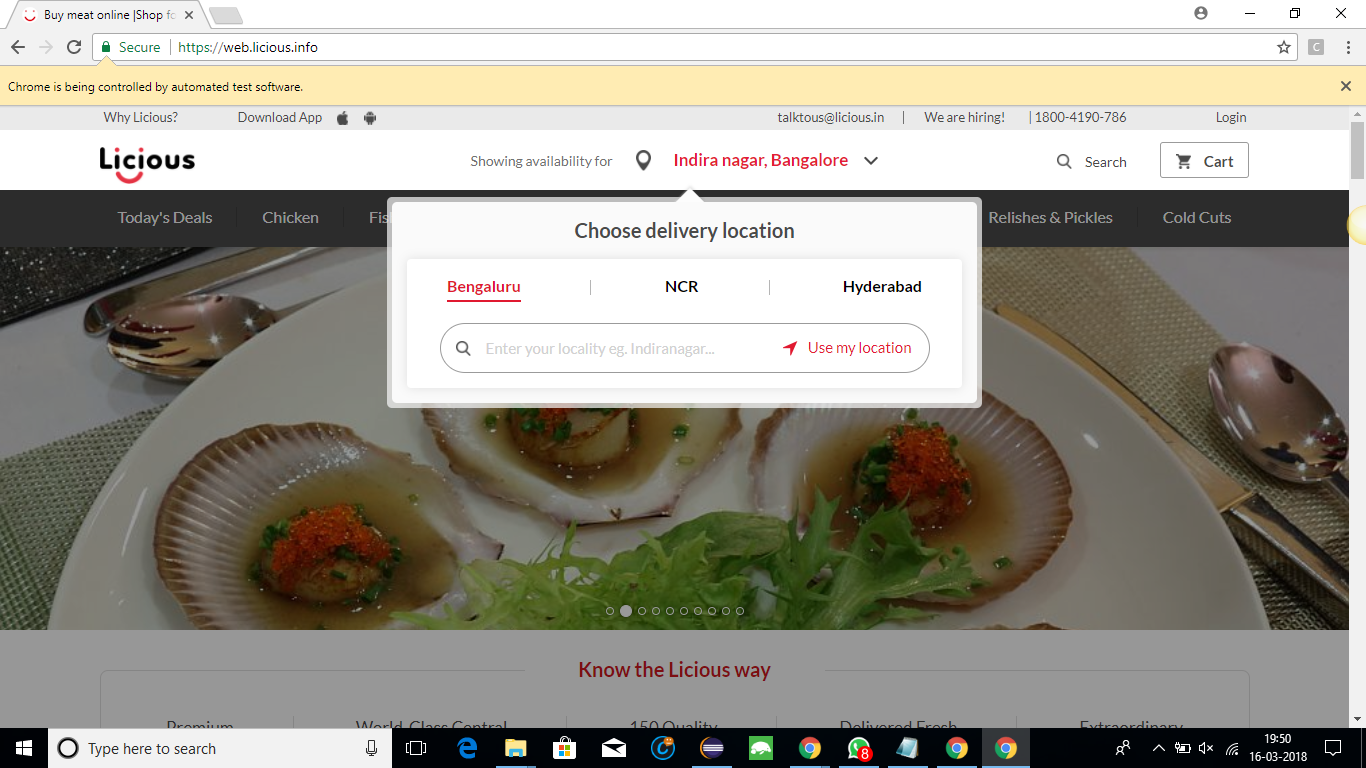 Buy meat online |Shop fo
Secure
https://web.licious.info
C
Chrome is being controlled by automated test software.
Why Licious?
Download App
talktous@licious.in | We are hiring! | 1800-4190-786
Login
Licious
Showing availability for
Indira nagar, Bangalore
Search
Cart
Today's Deals
Chicken
Relishes & Pickles
Cold Cuts
Choose delivery location
Bengaluru | NCR | Hyderabad
Enter your locality eg. Indiranagar...
Use my location
Know the Licious way
Premium
World-Class Central
150 Quality
Delivered Fresh
Extraordinary
Type here to search
8
19:50
16-03-2018